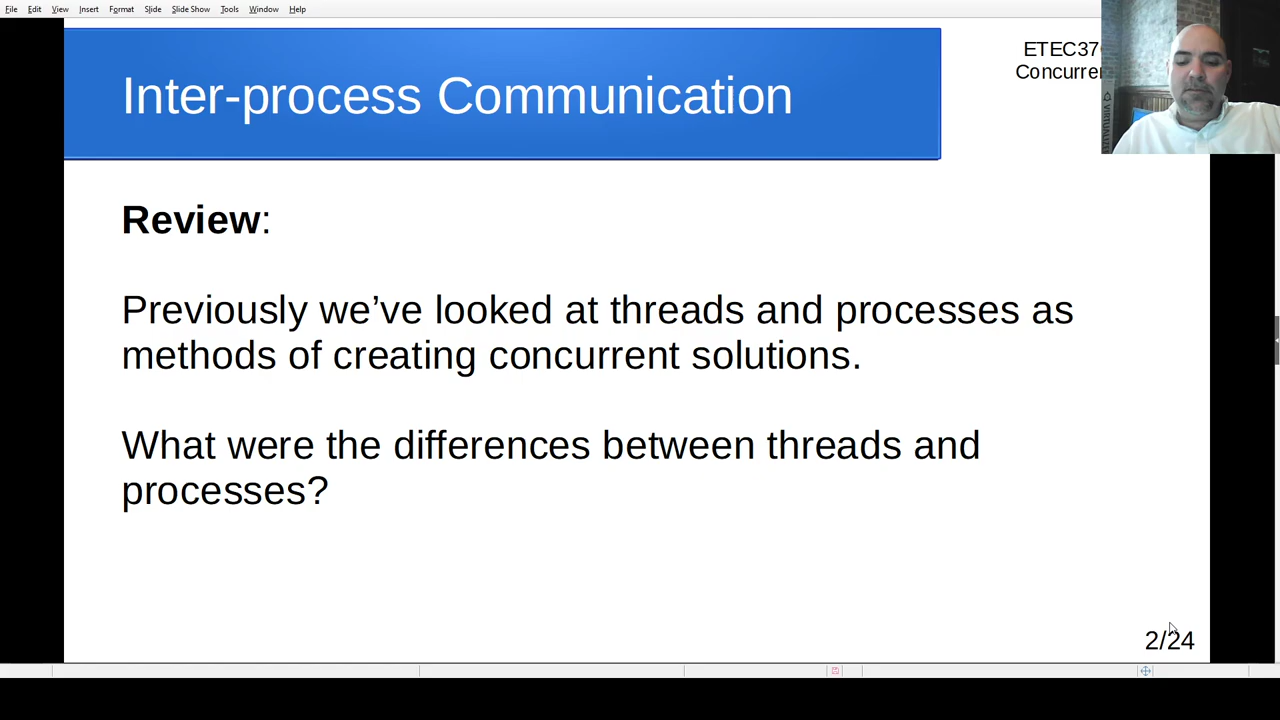 File Edit View Insert Format Slide Slide Show Tools Window Help
Inter-process Communication
Review:
Previously we’ve looked at threads and processes as
methods of creating concurrent solutions.
What were the differences between threads and
processes?
2/24